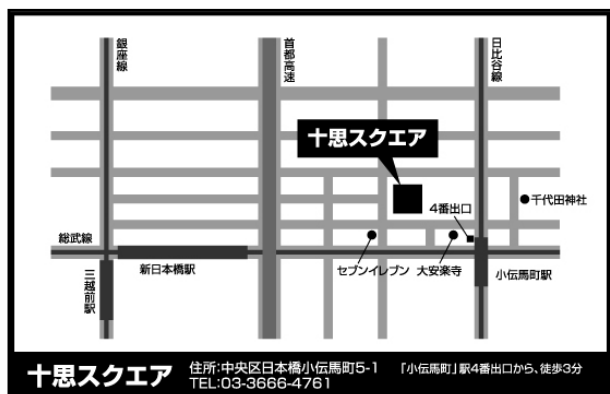 銀座線
首都高速
日比谷線
十思スクエア
千代田神社
4番出口
総武線
新日本橋駅
セブンイレブン
大安楽寺
小伝馬町駅
三越前駅
十思スクエア
住所:中央区日本橋小伝馬町5-1 「小伝馬町」駅4番出口から、徒歩3分
TEL:03-3666-4761